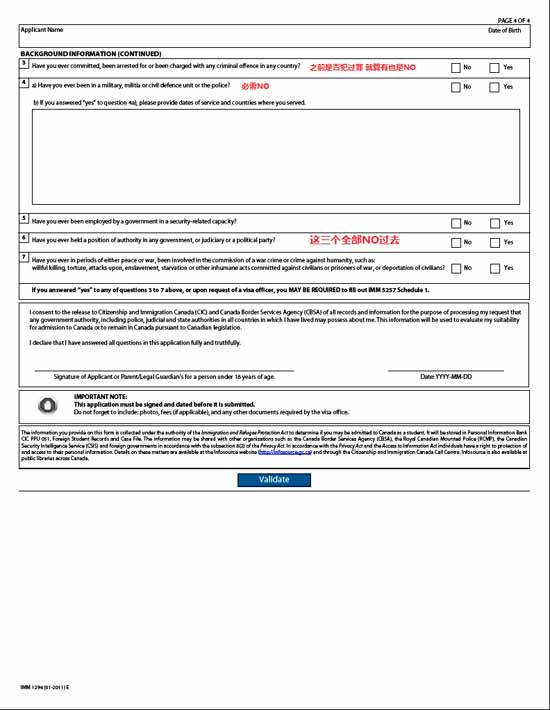 PAGE 4 OF 4
Applicant Name
Date of Birth
BACKGROUND INFORMATION (CONTINUED)
3 Have you ever committed, been arrested for or been charged with any criminal offence in any country? 之前是否犯过罪 就算有也是NO No Yes
4 a) Have you ever been in a military, militia or civil defence unit or the police? 必需NO No Yes
b) If you answered "yes" to question 4a), please provide dates of service and countries where you served.
5 Have you ever been employed by a government in a security-related capacity? No Yes
6 Have you ever held a position of authority in any government, or judiciary or a political party? 这三个全部NO过去 No Yes
7 Have you ever in periods of either peace or war, been involved in the commission of a war crime or crime against humanity, such as:
willful killing, torture, attacks upon, enslavement, starvation or other inhumane acts committed against civilians or prisoners of war, or deportation of civilians? No Yes
If you answered "yes" to any of questions 3 to 7 above, or upon request of a visa officer, you MAY BE REQUIRED to fill out IMM 5257 Schedule 1.
I consent to the release to Citizenship and Immigration Canada (CIC) and Canada Border Services Agency (CBSA) of all records and information for the purpose of processing my request that
any government authority, including police, judicial and state authorities in all countries in which I have lived may possess about me. This information will be used to evaluate my suitability
for admission to Canada or to remain in Canada pursuant to Canadian legislation.
I declare that I have answered all questions in this application fully and truthfully.
Signature of Applicant or Parent/Legal Guardian's for a person under 18 years of age.
Date: YYYY-MM-DD
IMPORTANT NOTE:
This application must be signed and dated before it is submitted.
Do not forget to include: photos, fees (if applicable), and any other documents required by the visa office.
The information you provide on this form is collected under the authority of the Immigration and Refugee Protection Act to determine if you may be admitted to Canada as a student. It will be stored in Personal Information Bank
CIC PPU 051, Foreign Student Records and Case File. The information may be shared with other organizations such as the Canada Border Services Agency (CBSA), the Royal Canadian Mounted Police (RCMP), the Canadian
Security Intelligence Service (CSIS) and foreign governments in accordance with the subsection 8(2) of the Privacy Act. In accordance with the Privacy Act and the Access to Information Act individuals have a right to protection of
and access to their personal information. Details on these matters are available at the Infosource website (http://infosource.gc.ca) and through the Citizenship and Immigration Canada Call Centre. Infosource is also available at
public libraries across Canada.
Validate
IMM 1294 (01-2011) E